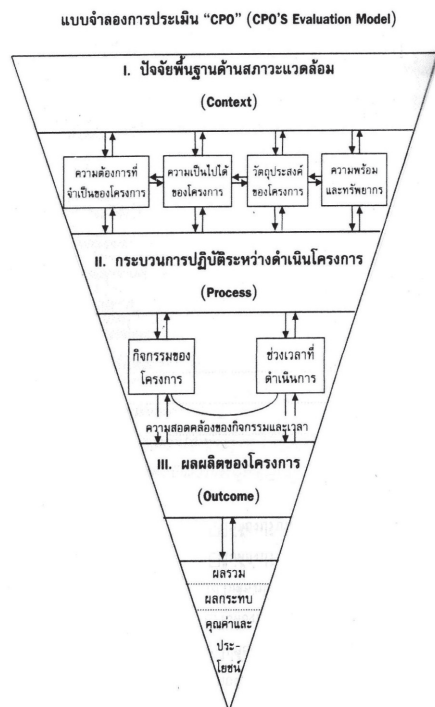 แบบจำลองการประเมิน "CPO" (CPO'S Evaluation Model)
I. ปัจจัยพื้นฐานด้านสภาวะแวดล้อม
(Context)
ความต้องการที่
จำเป็นของโครงการ
ความเป็นไปได้
ของโครงการ
วัตถุประสงค์
ของโครงการ
ความพร้อม
และทรัพยากร
II. กระบวนการปฏิบัติระหว่างดำเนินโครงการ
(Process)
กิจกรรมของ
โครงการ
ช่วงเวลาที่
ดำเนินการ
ความสอดคล้องของกิจกรรมและเวลา
III. ผลผลิตของโครงการ
(Outcome)
ผลรวม
ผลกระทบ
คุณค่าและ
ประ-
โยชน์